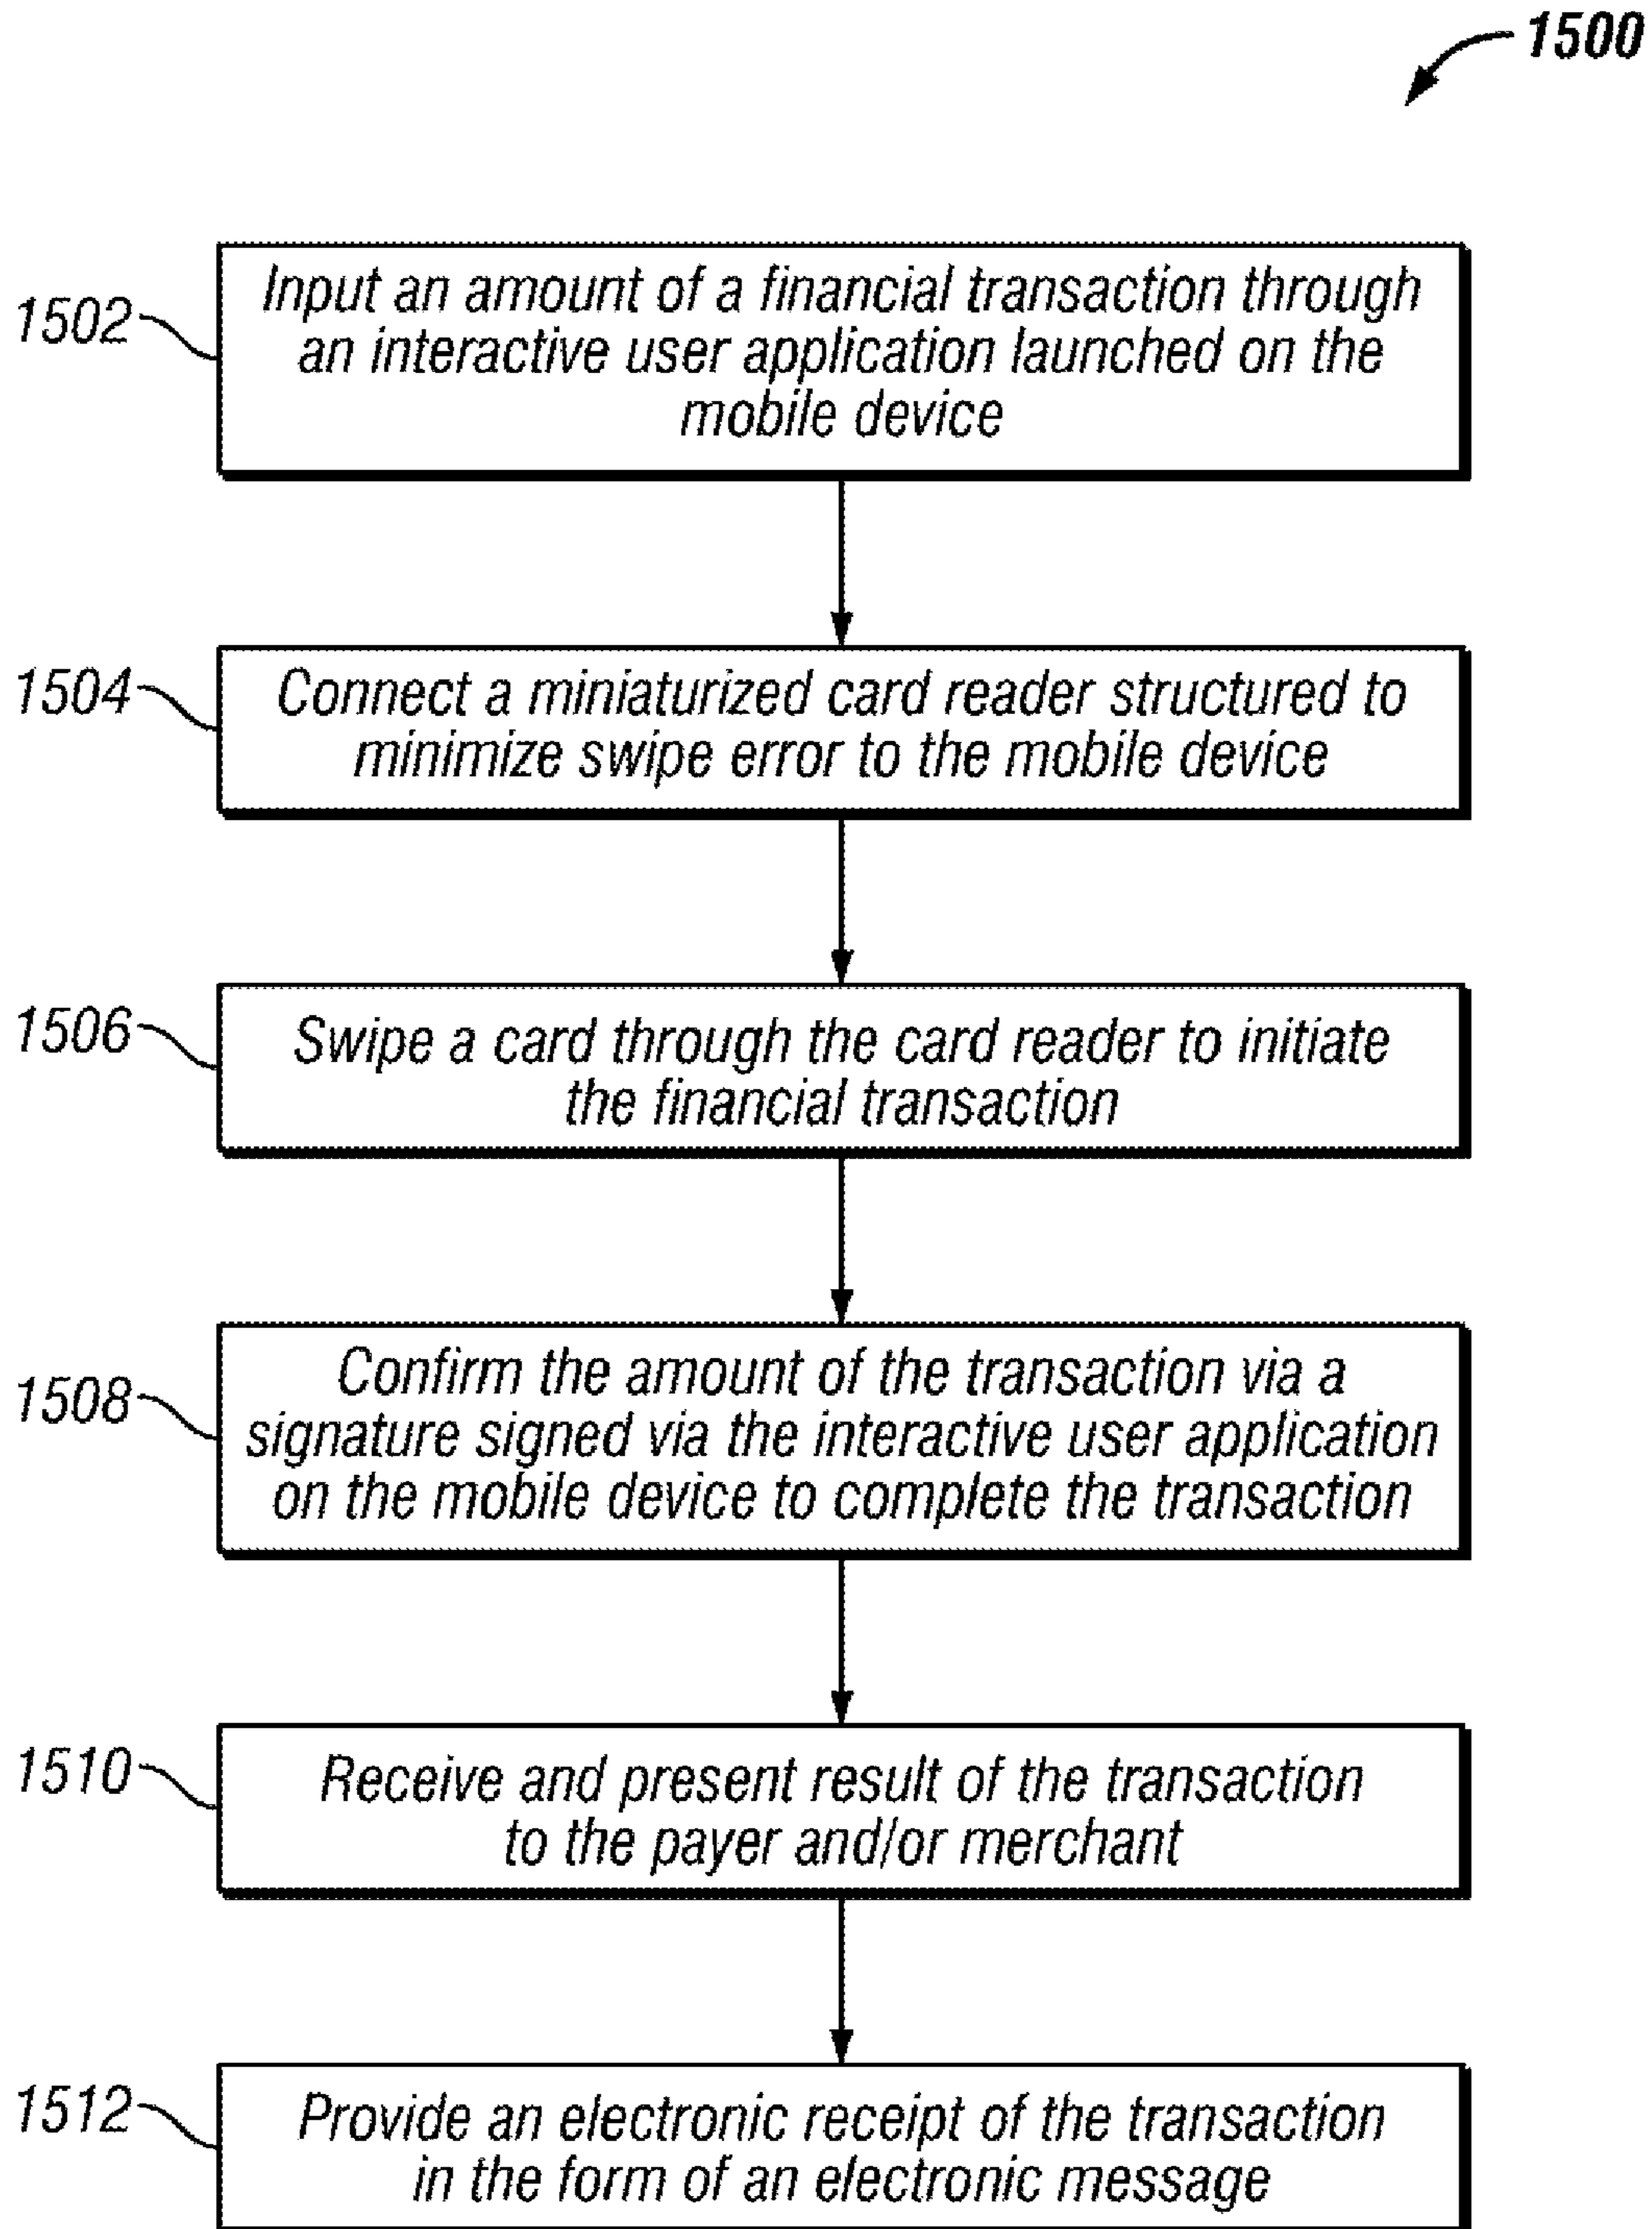 1500
1502
Input an amount of a financial transaction through
an interactive user application launched on the
mobile device
1504
Connect a miniaturized card reader structured to
minimize swipe error to the mobile device
1506
Swipe a card through the card reader to initiate
the financial transaction
1508
Confirm the amount of the transaction via a
signature signed via the interactive user application
on the mobile device to complete the transaction
1510
Receive and present result of the transaction
to the payer and/or merchant
1512
Provide an electronic receipt of the transaction
in the form of an electronic message